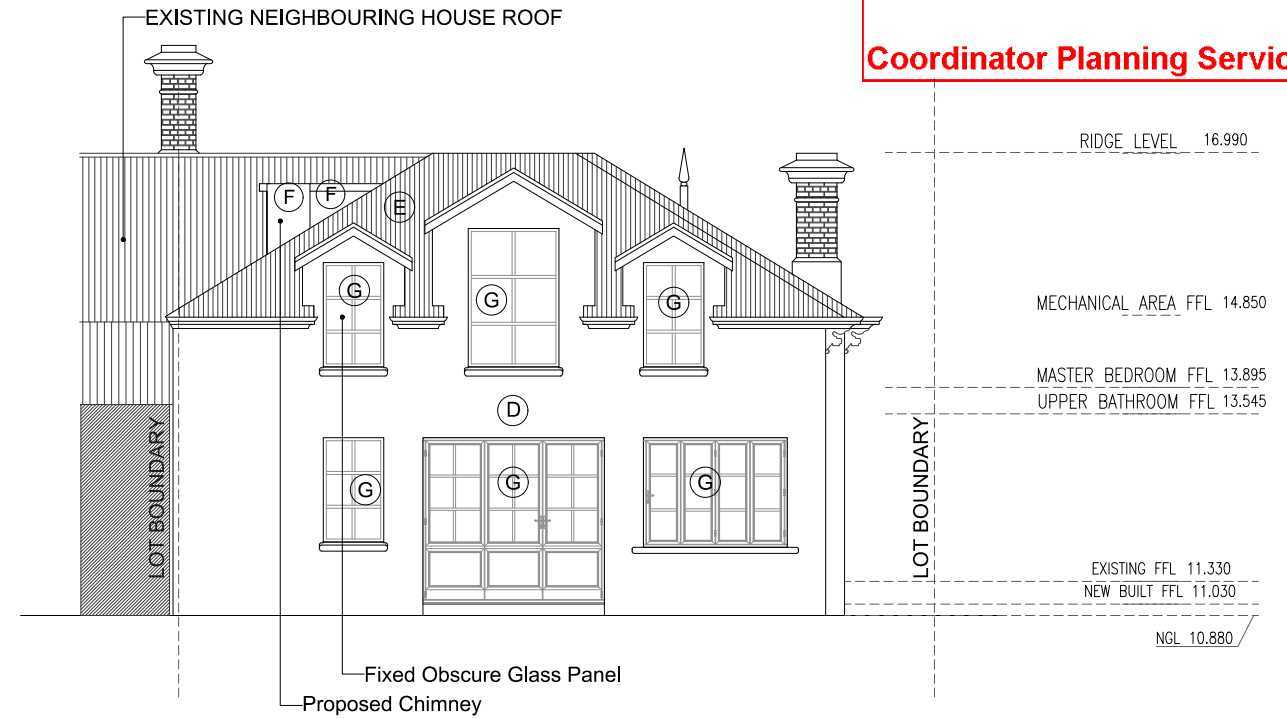 EXISTING NEIGHBOURING HOUSE ROOF
Coordinator Planning
RIDGE LEVEL 16.990
F
F
E
G
G
G
MECHANICAL AREA FFL 14.850
MASTER BEDROOM FFL 13.895
UPPER BATHROOM FFL 13.545
D
LOT BOUNDARY
G
G
G
LOT BOUNDARY
EXISTING FFL 11.330
NEW BUILT FFL 11.030
NGL 10.880
Fixed Obscure Glass Panel
Proposed Chimney